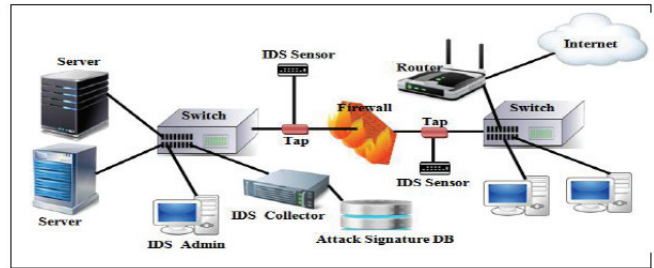 Server
IDS Sensor
Router
Internet
Switch
Firewall
Switch
Tap
Tap
IDS Sensor
Server
IDS Admin
IDS Collector
Attack Signature DB